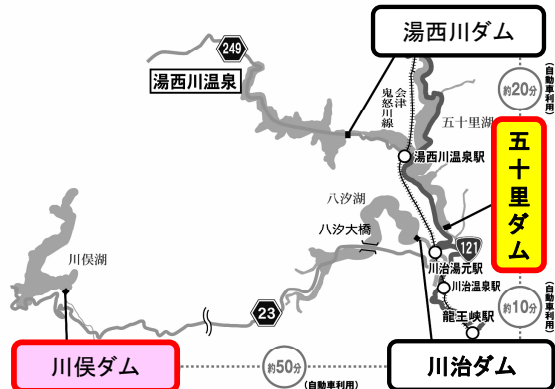 湯西川ダム
249
湯西川温泉
(自動車利用)
約20分
会津
鬼怒川線
五十里湖
湯西川温泉駅
五十里ダム
八汐湖
八汐大橋
121
川俣湖
川治湯元駅
川治温泉駅
23
龍王峡駅
約10分
(自動車利用)
川俣ダム
約50分
(自動車利用)
川治ダム